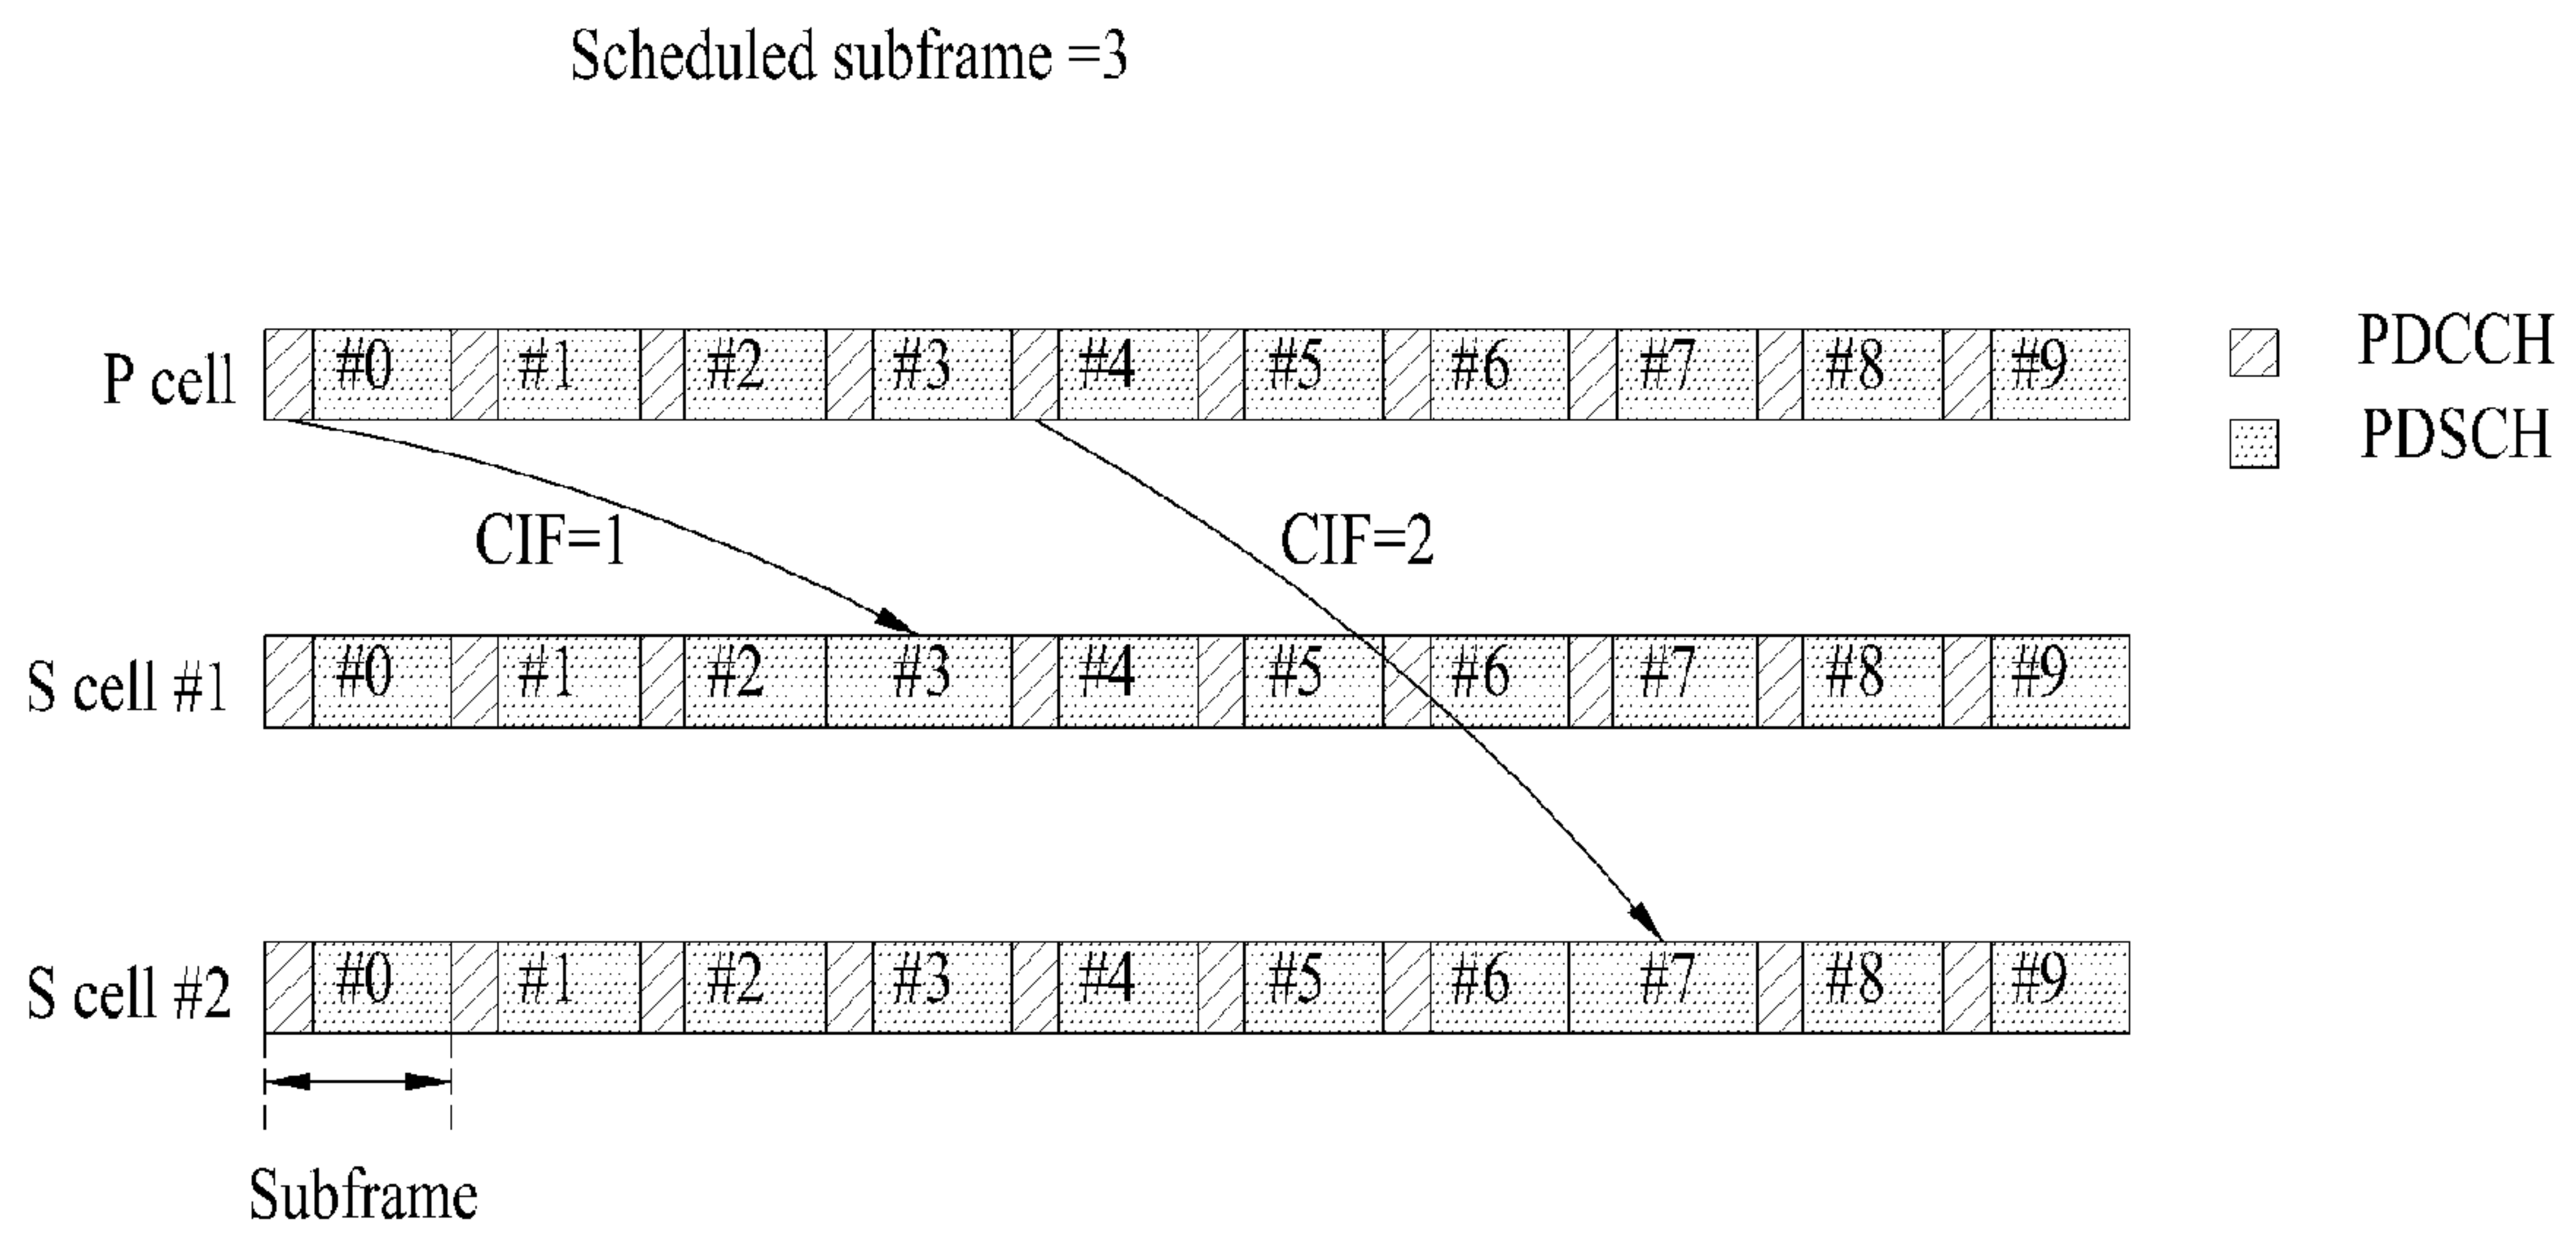 Scheduled subframe =3
P cell #0 #1 #2 #3 #4 #5 #6 #7 #8 #9
PDCCH
PDSCH
CIF=1 CIF=2
S cell #1 #0 #1 #2 #3 #4 #5 #6 #7 #8 #9
S cell #2 #0 #1 #2 #3 #4 #5 #6 #7 #8 #9
Subframe